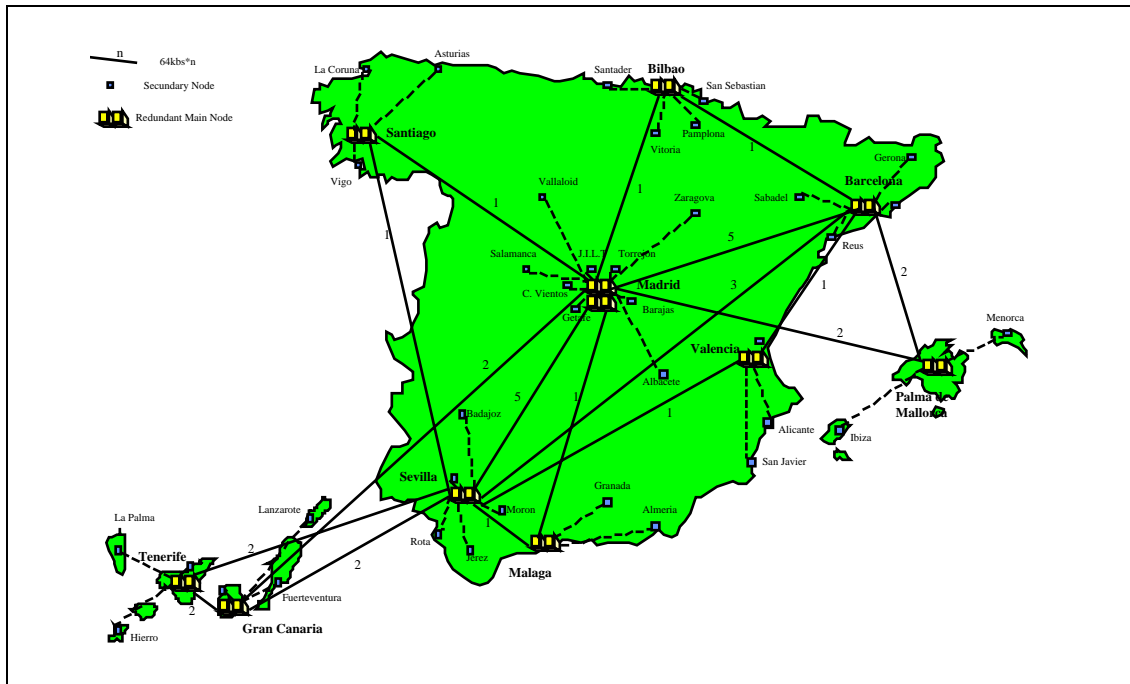 n
64kbs*n
Secundary Node
Redundant Main Node
La Coruna
Asturias
Santader
Bilbao
San Sebastian
Santiago
Vitoria
Pamplona
1
Gerona
Vigo
Vallaloid
1
Zaragova
Sabadel
Barcelona
1
1
5
Reus
Salamanca
J.I.L.T
Torrejon
2
C. Vientos
Madrid
3
1
Getafe
Barajas
Menorca
2
Valencia
2
Albacete
Palma de
Mallorca
5
1
1
Badajoz
Alicante
Ibiza
Sevilla
San Javier
Granada
Lanzarote
Moron
Almeria
La Palma
1
Rota
Jerez
Tenerife
2
2
Malaga
Fuerteventura
2
Gran Canaria
Hierro